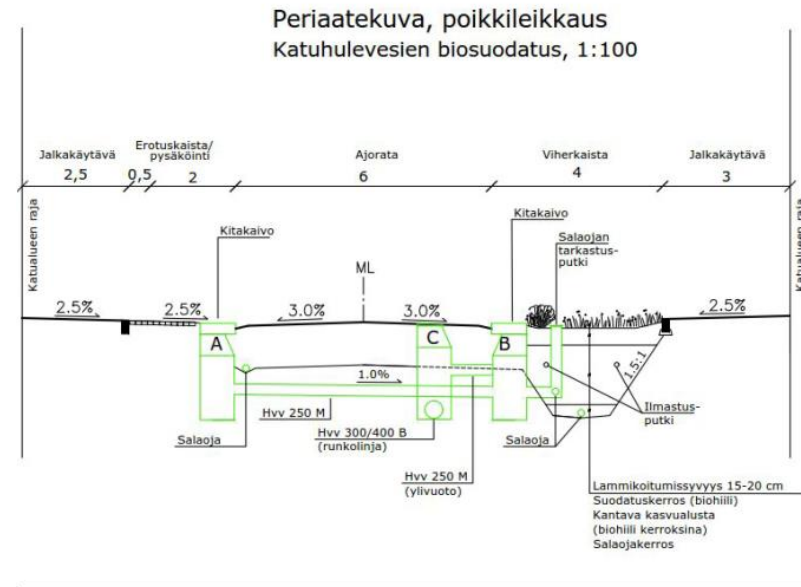 Periaatekuva, poikkileikkaus
Katuhulevesien biosuodatus, 1:100
Jalkakäytävä
2,5
Erotuskaista/
pysäköinti
0,5
2
Ajorata
6
Viherkaista
4
Jalkakäytävä
3
Katualueen raja
Katualueen raja
Kitakaivo
Kitakaivo
Salaojan
tarkastus-
putki
ML
2.5%
2.5%
3.0%
3.0%
2.5%
A
C
B
1.0%
1.5:1
Hvv 250 M
Salaoja
Hvv 300/400 B
(runkolinja)
Hvv 250 M
(ylivuoto)
Salaoja
Ilmastus-
putki
Lammikoitumissyvyys 15-20 cm
Suodatuskerros (biohiili)
Kantava kasvualusta
(biohiili kerroksina)
Salaojakerros